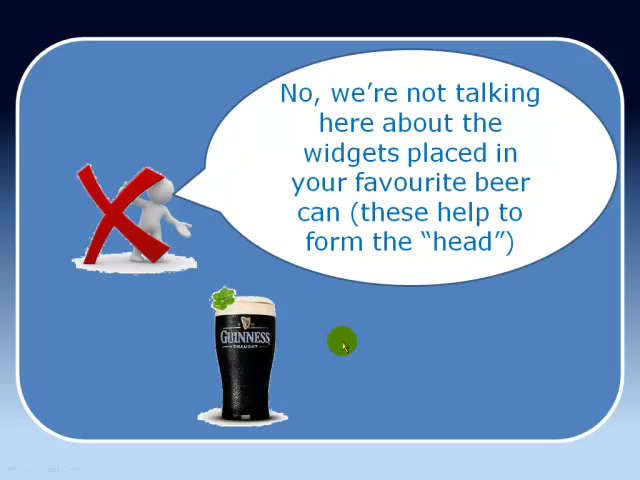 No, we’re not talking
here about the
widgets placed in
your favourite beer
can (these help to
form the “head”)
GUINNESS
DRAUGHT